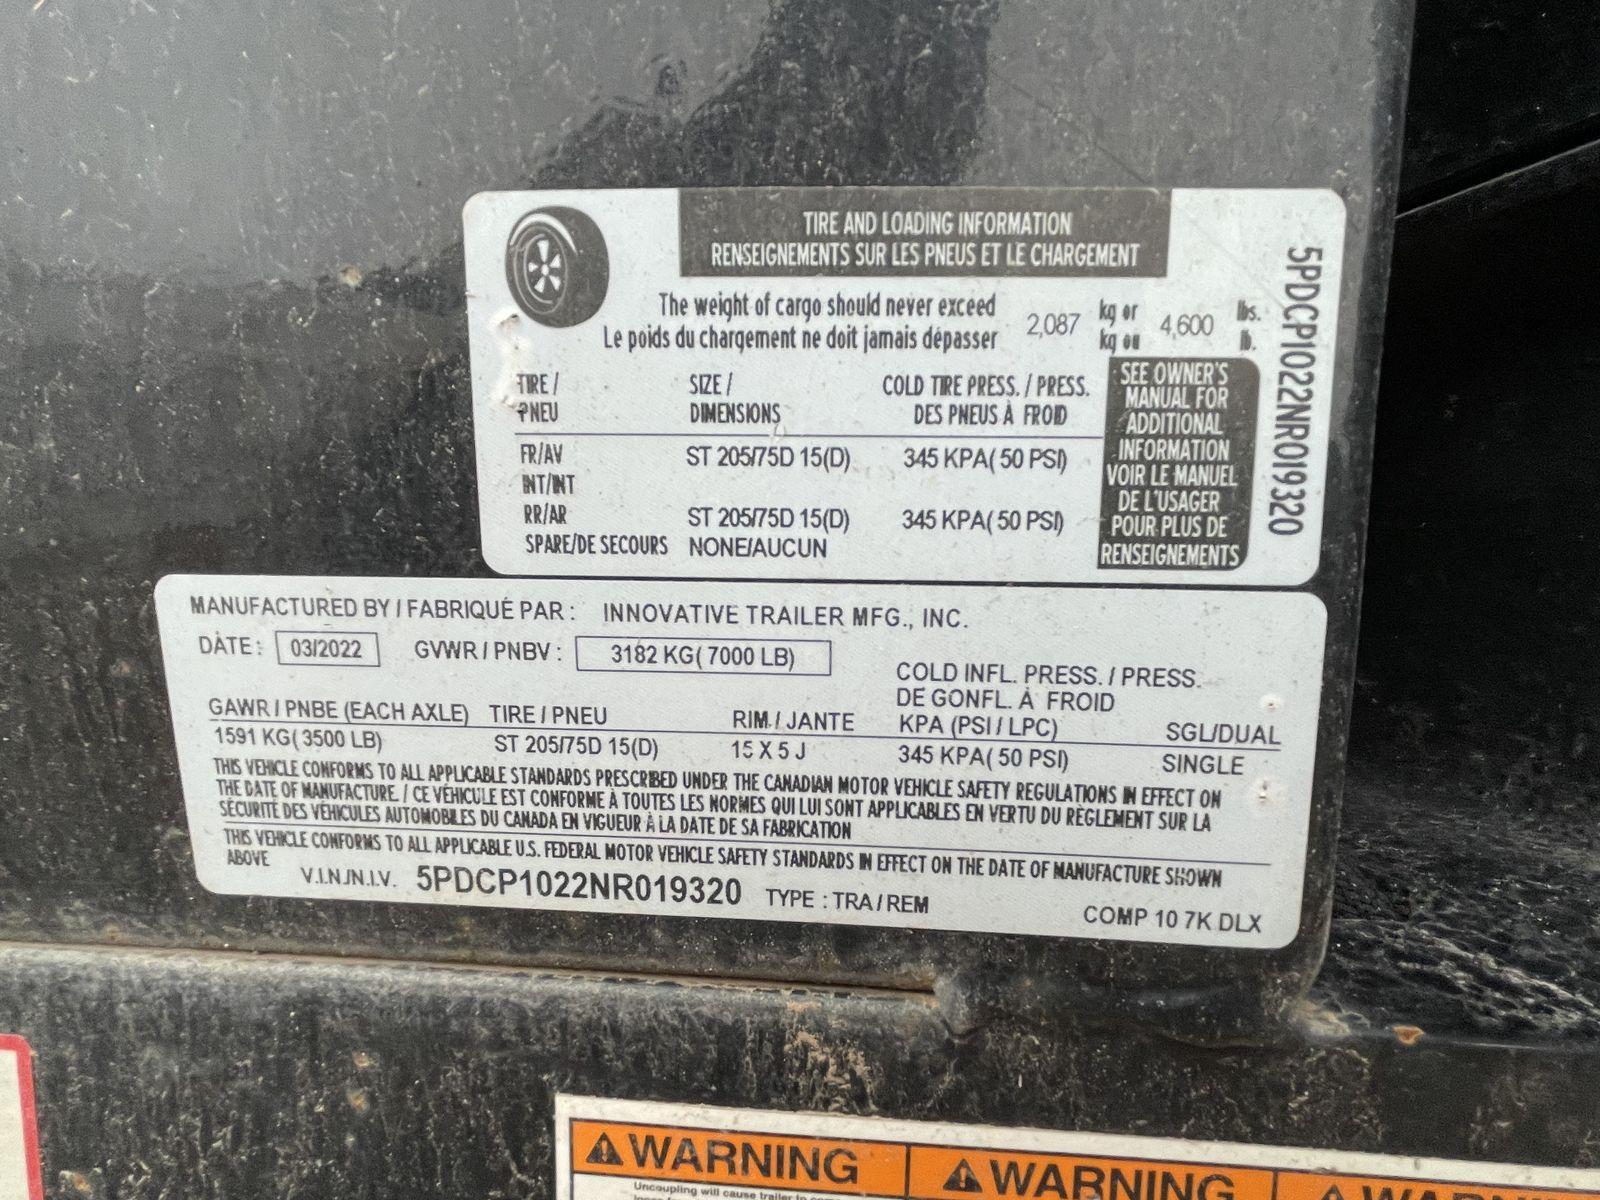 TIRE AND LOADING INFORMATION
RENSEIGNEMENTS SUR LES PNEUS ET LE CHARGEMENT
The weight of cargo should never exceed 2,087 kg or 4,600 lbs.
Le poids du chargement ne doit jamais dépasser kg ou lb.
TIRE / SIZE / COLD TIRE PRESS. / PRESS.
PNEU DIMENSIONS DES PNEUS À FROID
FR/AV ST 205/75D 15(D) 345 KPA( 50 PSI)
INT/INT
RR/AR ST 205/75D 15(D) 345 KPA( 50 PSI)
SPARE/DE SECOURS NONE/AUCUN
SEE OWNER'S
MANUAL FOR
ADDITIONAL
INFORMATION
VOIR LE MANUEL
DE L'USAGER
POUR PLUS DE
RENSEIGNEMENTS
5PDCP1022NR019320
MANUFACTURED BY / FABRIQUÉ PAR : INNOVATIVE TRAILER MFG., INC.
DATE : 03/2022 GVWR / PNBV : 3182 KG( 7000 LB)
COLD INFL. PRESS. / PRESS.
DE GONFL. À FROID
GAWR / PNBE (EACH AXLE) TIRE / PNEU RIM / JANTE KPA (PSI / LPC) SGL/DUAL
1591 KG( 3500 LB) ST 205/75D 15(D) 15 X 5 J 345 KPA( 50 PSI) SINGLE
THIS VEHICLE CONFORMS TO ALL APPLICABLE STANDARDS PRESCRIBED UNDER THE CANADIAN MOTOR VEHICLE SAFETY REGULATIONS IN EFFECT ON
THE DATE OF MANUFACTURE. / CE VÉHICULE EST CONFORME À TOUTES LES NORMES QUI LUI SONT APPLICABLES EN VERTU DU RÈGLEMENT SUR LA
SÉCURITÉ DES VÉHICULES AUTOMOBILES DU CANADA EN VIGUEUR À LA DATE DE SA FABRICATION
THIS VEHICLE CONFORMS TO ALL APPLICABLE U.S. FEDERAL MOTOR VEHICLE SAFETY STANDARDS IN EFFECT ON THE DATE OF MANUFACTURE SHOWN
ABOVE
V.I.N./N.I.V. 5PDCP1022NR019320 TYPE : TRA / REM COMP 10 7K DLX
WARNING WARNING
Uncoupling will cause trailer to